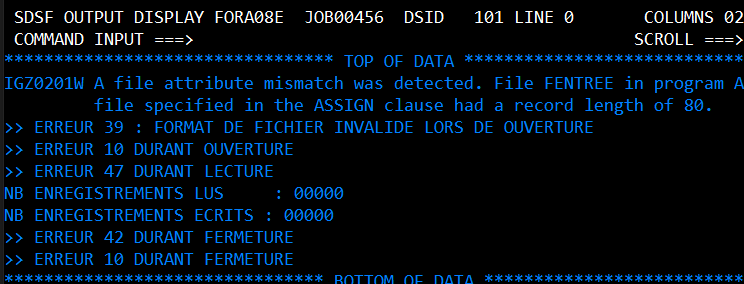 SDSF OUTPUT DISPLAY FORA08E  JOB00456  DSID   101 LINE 0       COLUMNS 02
COMMAND INPUT ===>                                            SCROLL ===>
********************************* TOP OF DATA ****************************
IGZ0201W A file attribute mismatch was detected. File FENTREE in program A
         file specified in the ASSIGN clause had a record length of 80.
>> ERREUR 39 : FORMAT DE FICHIER INVALIDE LORS DE OUVERTURE
>> ERREUR 10 DURANT OUVERTURE
>> ERREUR 47 DURANT LECTURE
NB ENREGISTREMENTS LUS     : 00000
NB ENREGISTREMENTS ECRITS : 00000
>> ERREUR 42 DURANT FERMETURE
>> ERREUR 10 DURANT FERMETURE
******************************** BOTTOM OF DATA **************************